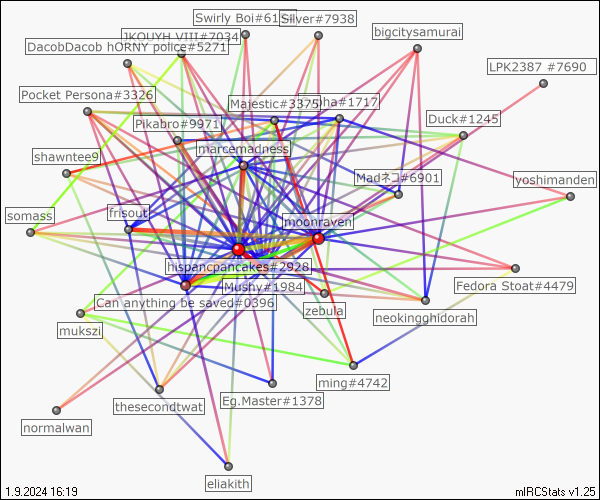 Swirly Boi#61
Silver#7938
JKOUYH VIII#7034
bigcitysamurai
DacobDacob hORNY police#5271
LPK2387 #7690
Pocket Persona#3326
Majestic#3375
ha#1717
Duck#1245
Pikabro#9971
marcemadness
shawntee9
Madネコ#6901
yoshimanden
somass
frisout
moonraven
hispancpancakes#2928
Mushy#1984
Fedora Stoat#4479
Can anything be saved#0396
zebula
neokingghidorah
mukszi
ming#4742
Eg.Master#1378
thesecondtwat
normalwan
eliakith
1.9.2024 16:19
mIRCStats v1.25